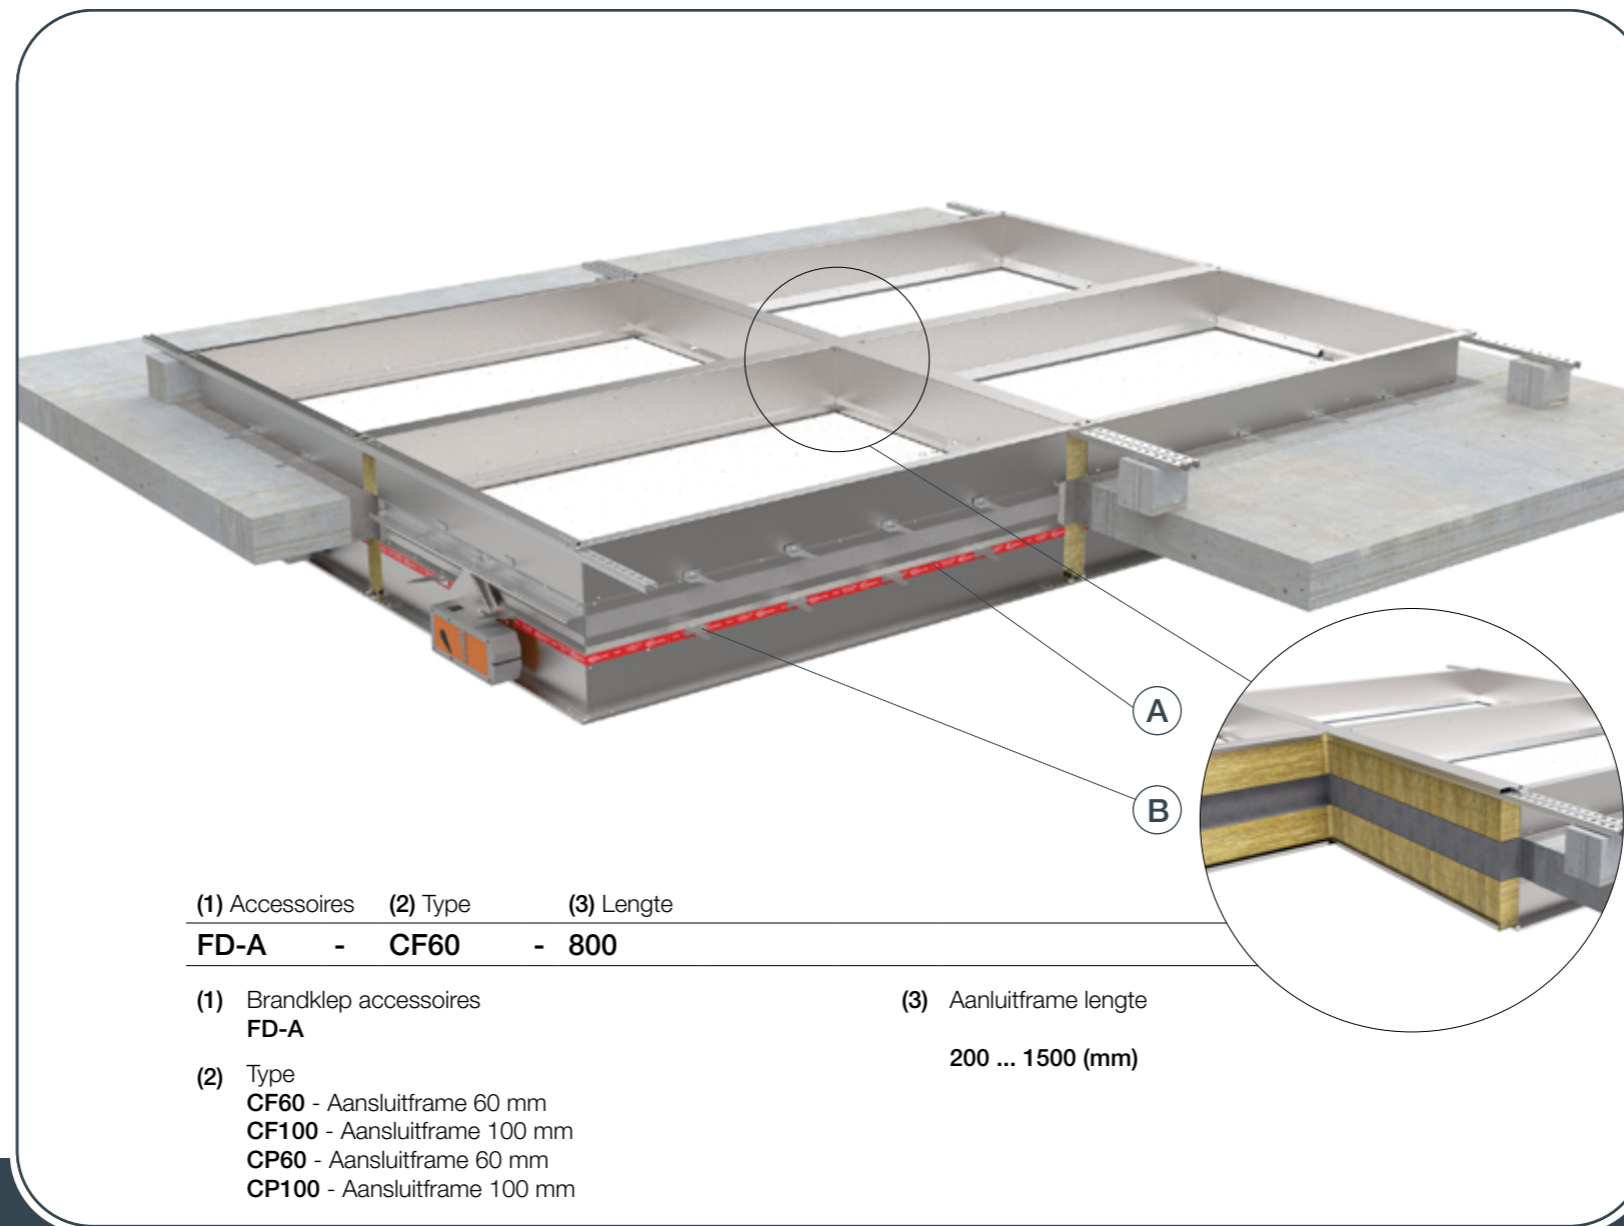 A
B
(1) Accessoires (2) Type (3) Lengte
FD-A - CF60 - 800
(1) Brandklep accessoires
FD-A
(2) Type
CF60 - Aansluitframe 60 mm
CF100 - Aansluitframe 100 mm
CP60 - Aansluitframe 60 mm
CP100 - Aansluitframe 100 mm
(3) Aanluitframe lengte
200 ... 1500 (mm)